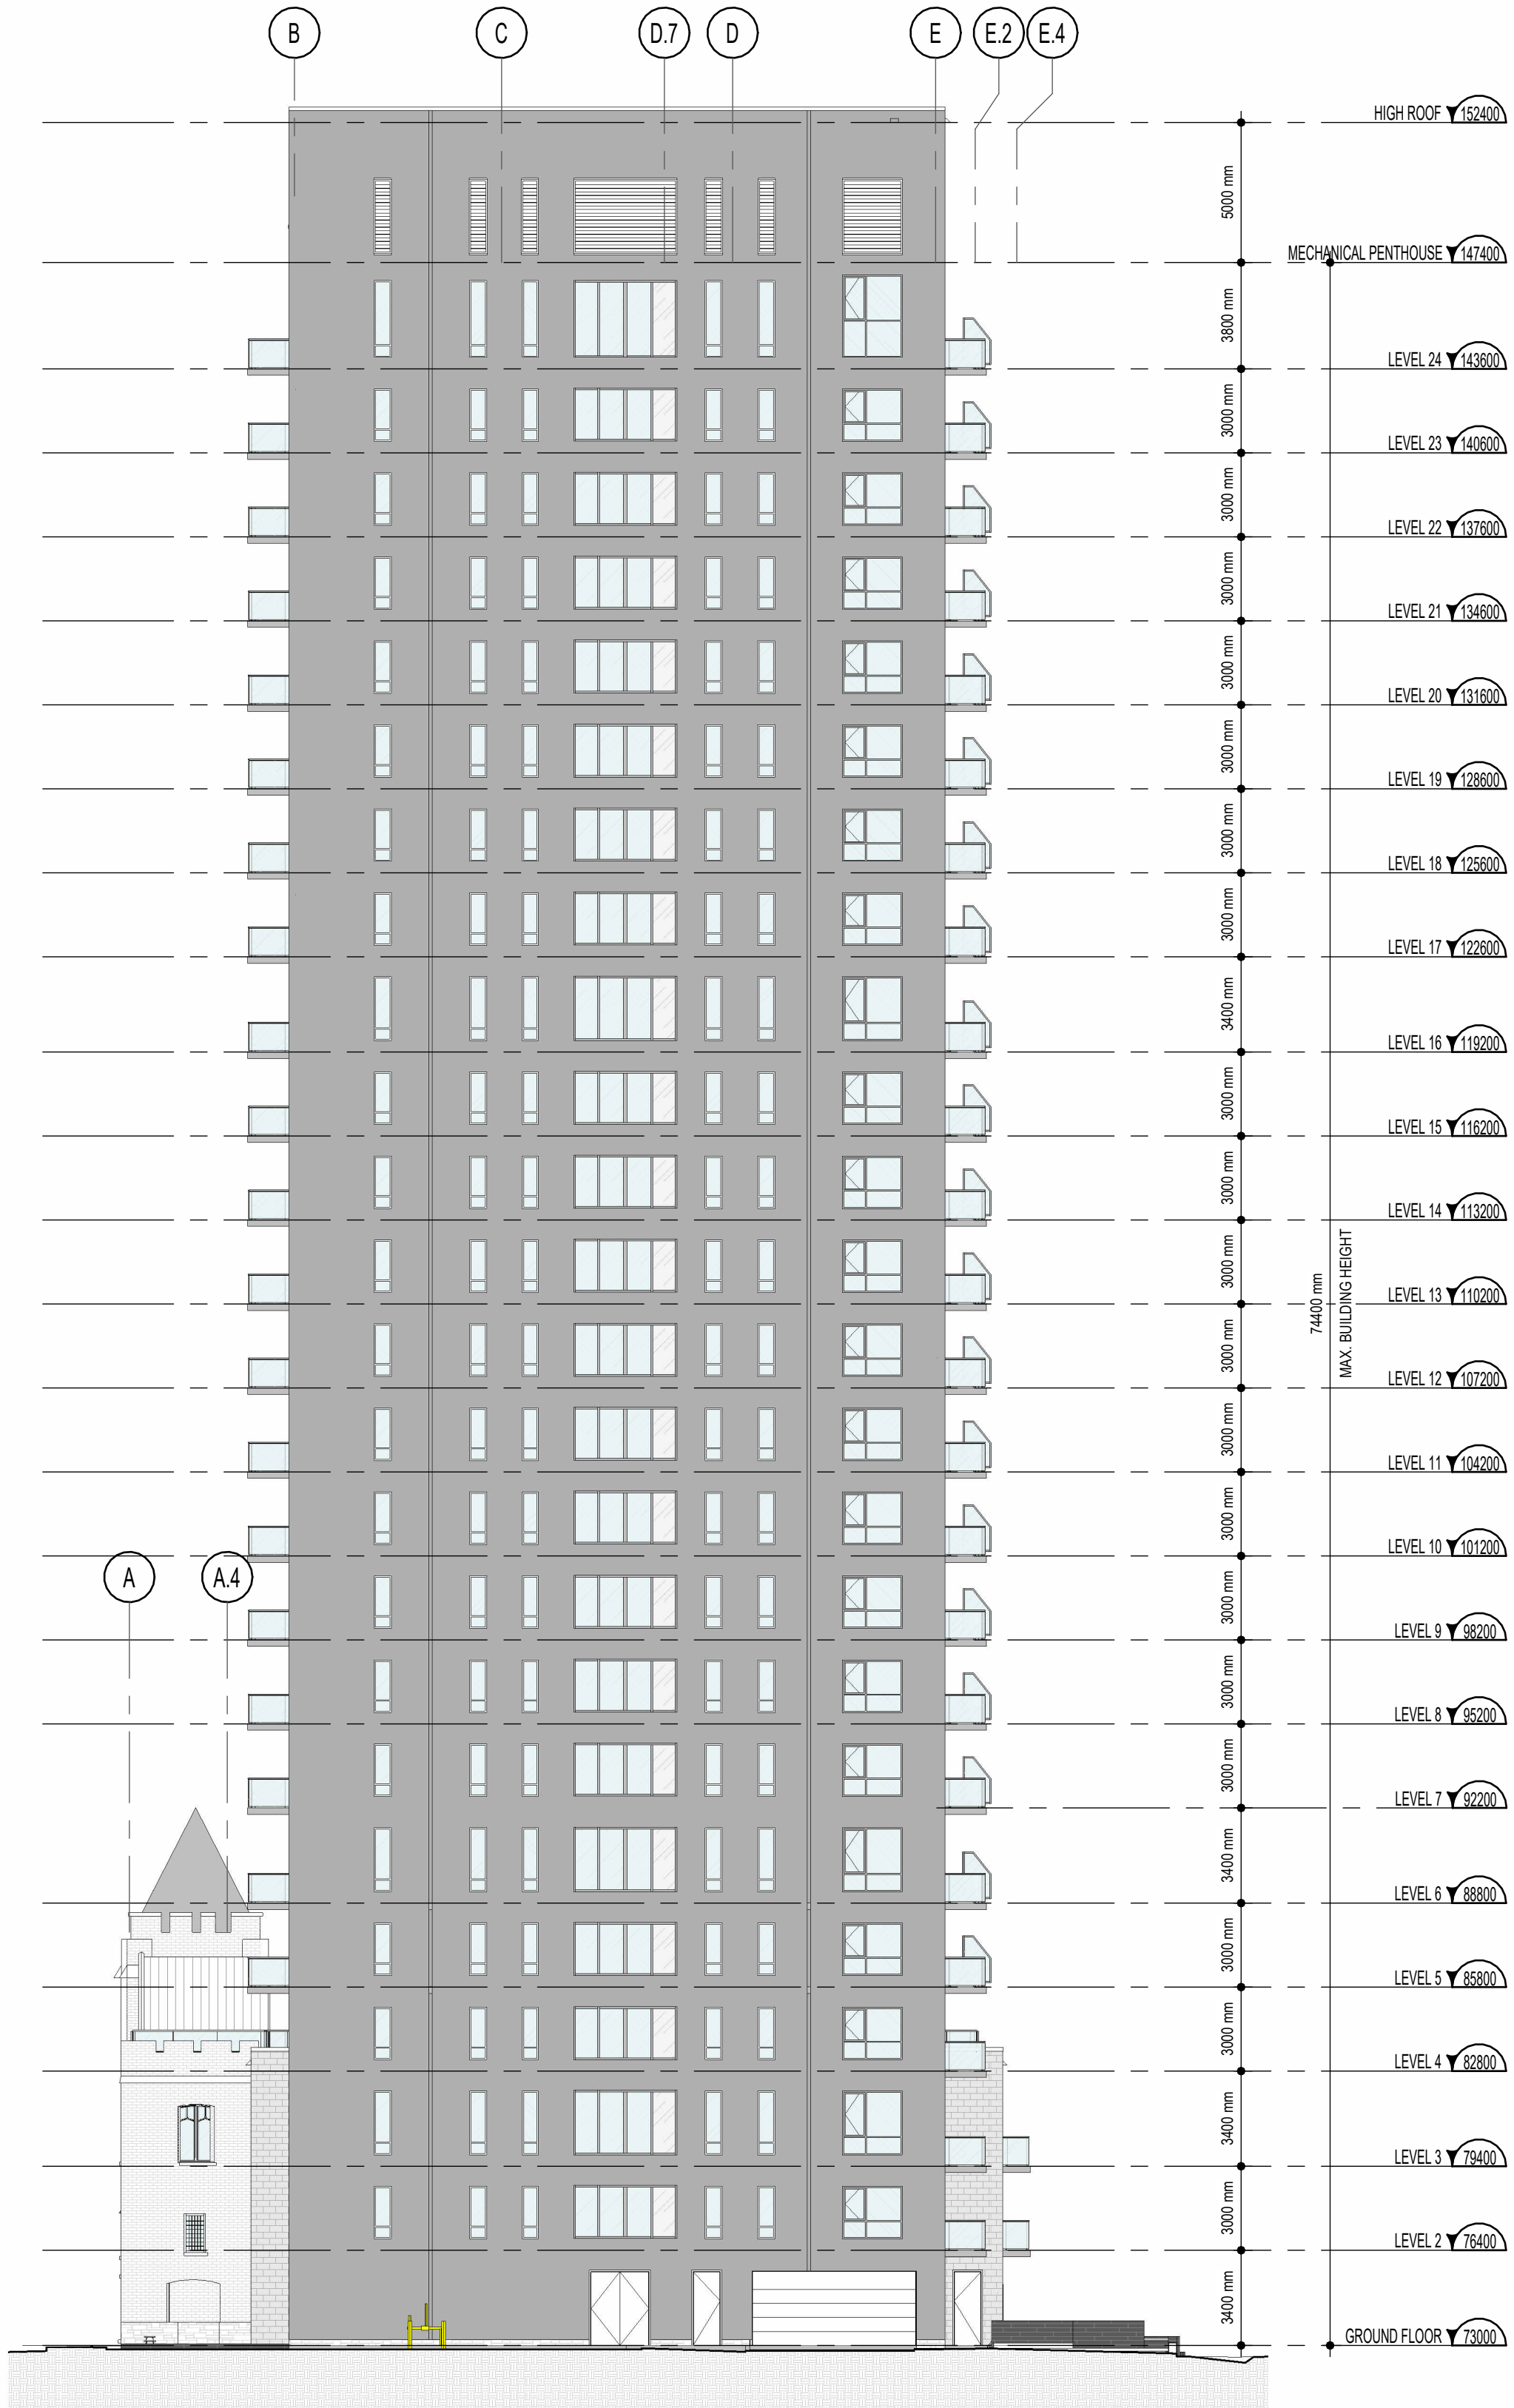 B C D.7 D E E.2 E.4
HIGH ROOF 152400
5000 mm
MECHANICAL PENTHOUSE 147400
3800 mm
LEVEL 24 143600
3000 mm
LEVEL 23 140600
3000 mm
LEVEL 22 137600
3000 mm
LEVEL 21 134600
3000 mm
LEVEL 20 131600
3000 mm
LEVEL 19 128600
3000 mm
LEVEL 18 125600
3000 mm
LEVEL 17 122600
3400 mm
LEVEL 16 119200
3000 mm
LEVEL 15 116200
3000 mm
LEVEL 14 113200
3000 mm
LEVEL 13 110200
74400 mm
MAX. BUILDING HEIGHT
3000 mm
LEVEL 12 107200
3000 mm
LEVEL 11 104200
3000 mm
LEVEL 10 101200
A A.4
3000 mm
LEVEL 9 98200
3000 mm
LEVEL 8 95200
3000 mm
LEVEL 7 92200
3400 mm
LEVEL 6 88800
3000 mm
LEVEL 5 85800
3000 mm
LEVEL 4 82800
3400 mm
LEVEL 3 79400
3000 mm
LEVEL 2 76400
3400 mm
GROUND FLOOR 73000